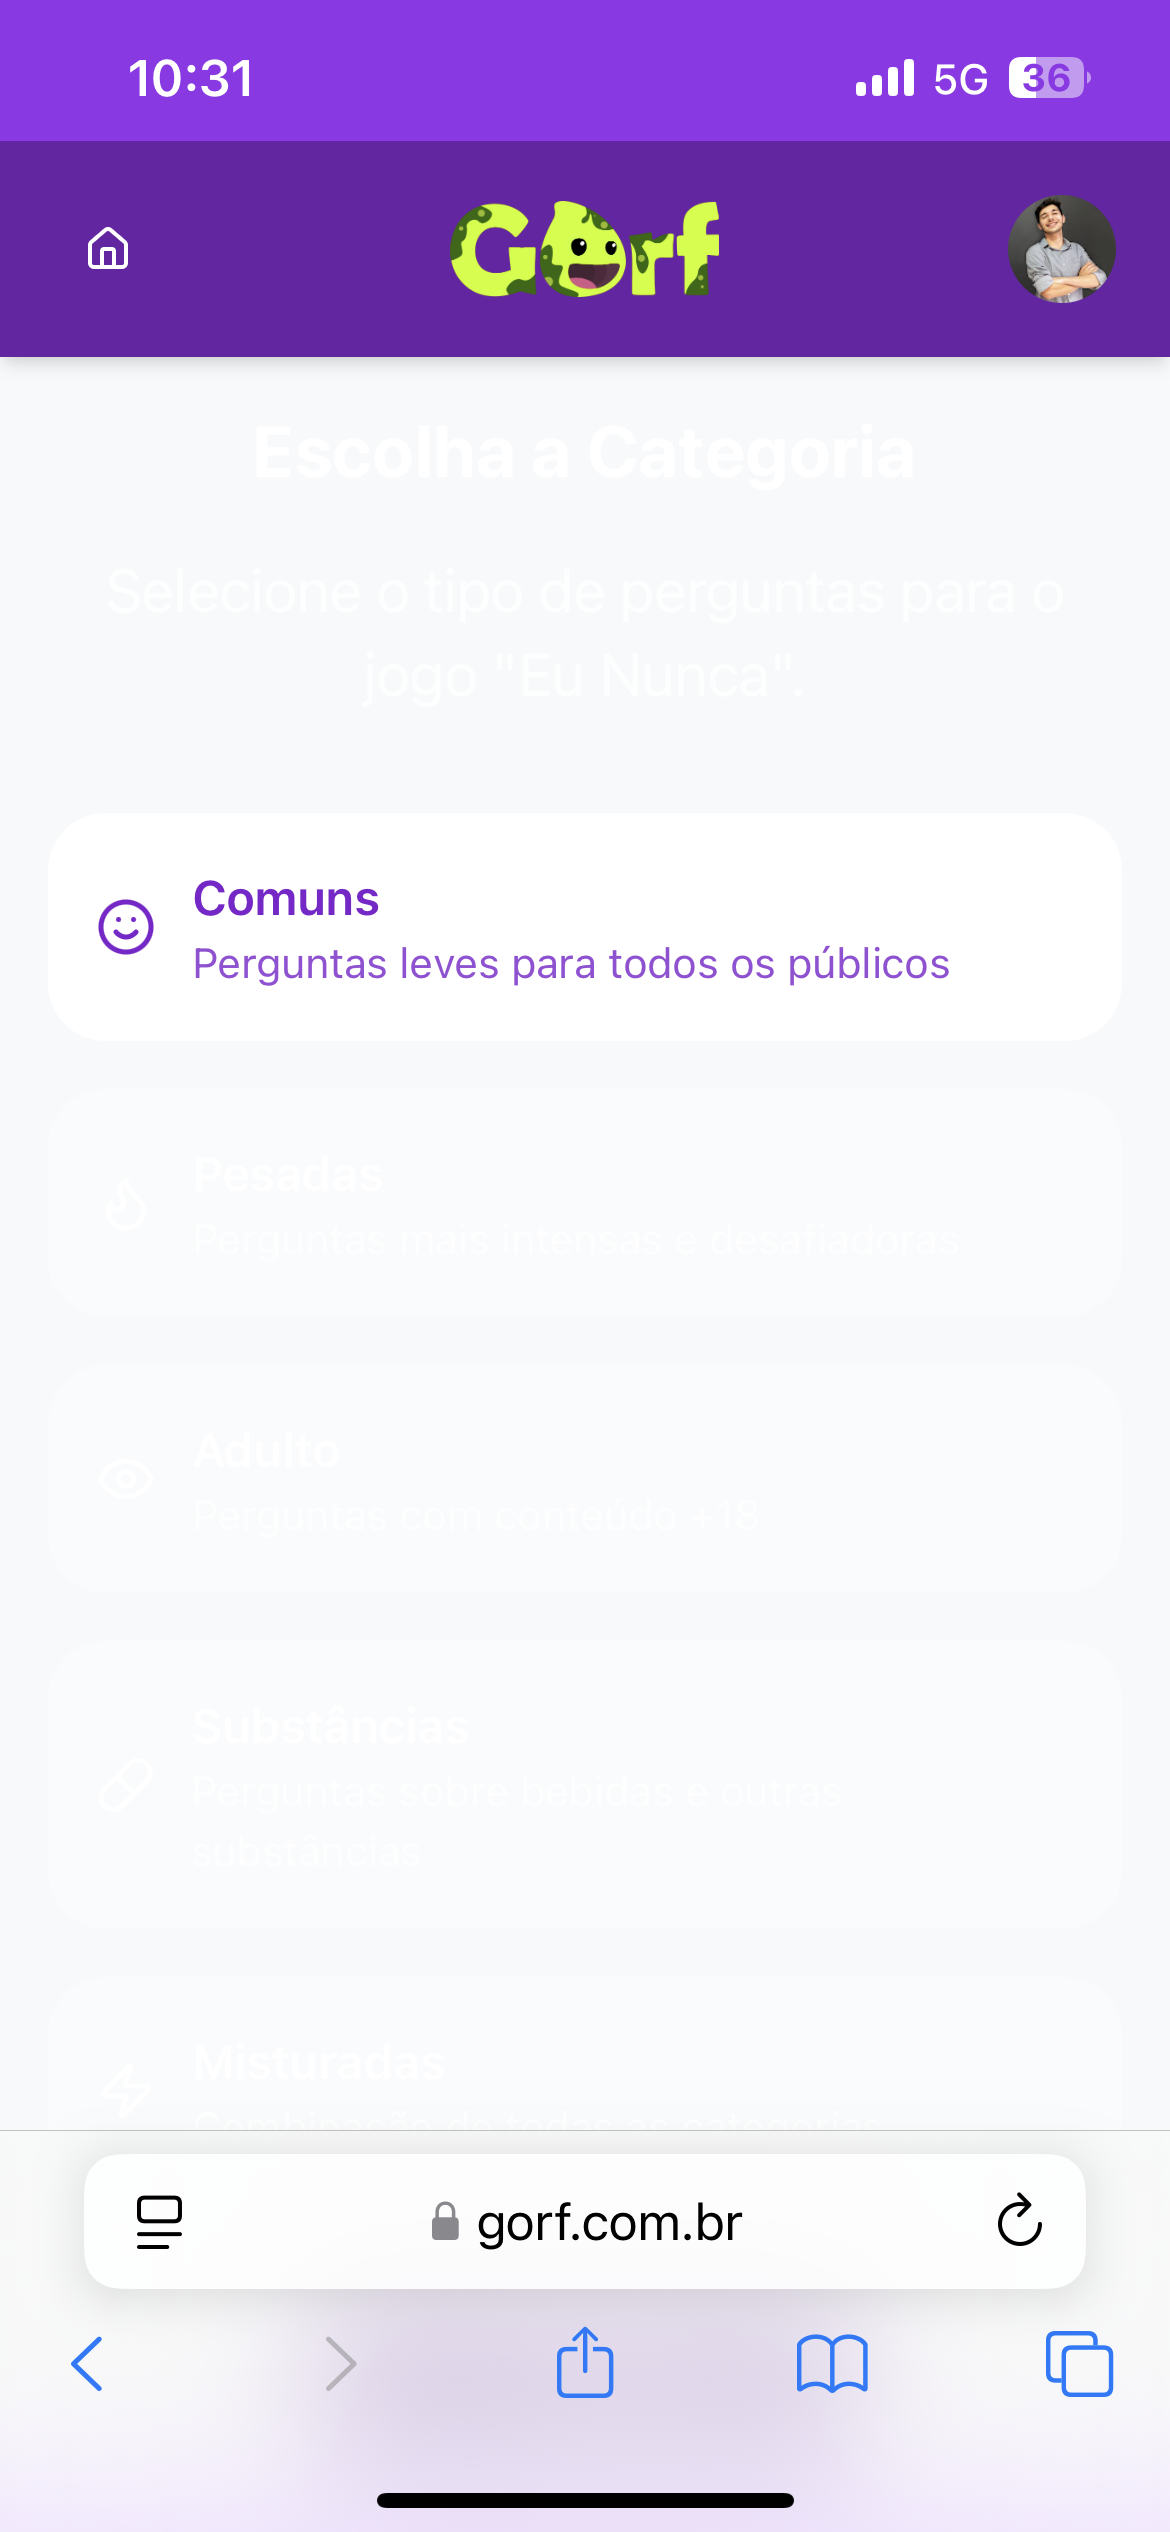 10:31
5G
36
Gorf
Escolha a Categoria
Selecione o tipo de perguntas para o
jogo "Eu Nunca".
Comuns
Perguntas leves para todos os públicos
Pesadas
Perguntas mais intensas e desafiadoras
Adulto
Perguntas com conteúdo +18
Substâncias
Perguntas sobre bebidas e outras
substâncias
Misturadas
Combinação de todas as categorias
gorf.com.br